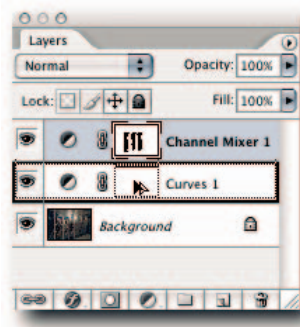 Layers
Normal Opacity: 100%
Lock: Fill: 100%
Channel Mixer 1
Curves 1
Background